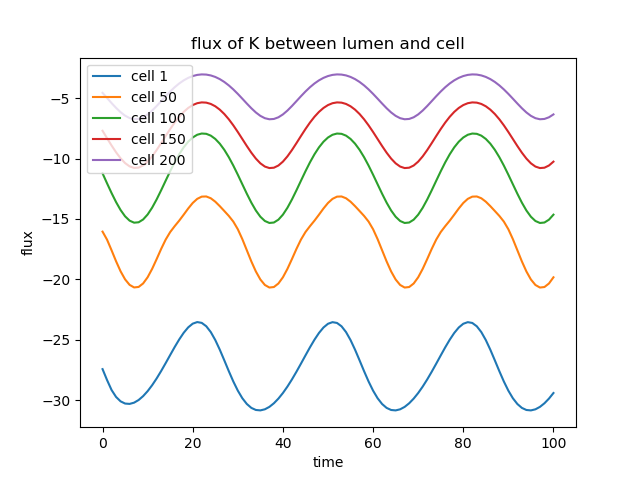 flux of K between lumen and cell
cell 1
cell 50
cell 100
cell 150
cell 200
−5
−10
−15
−20
−25
−30
flux
0
20
40
60
80
100
time